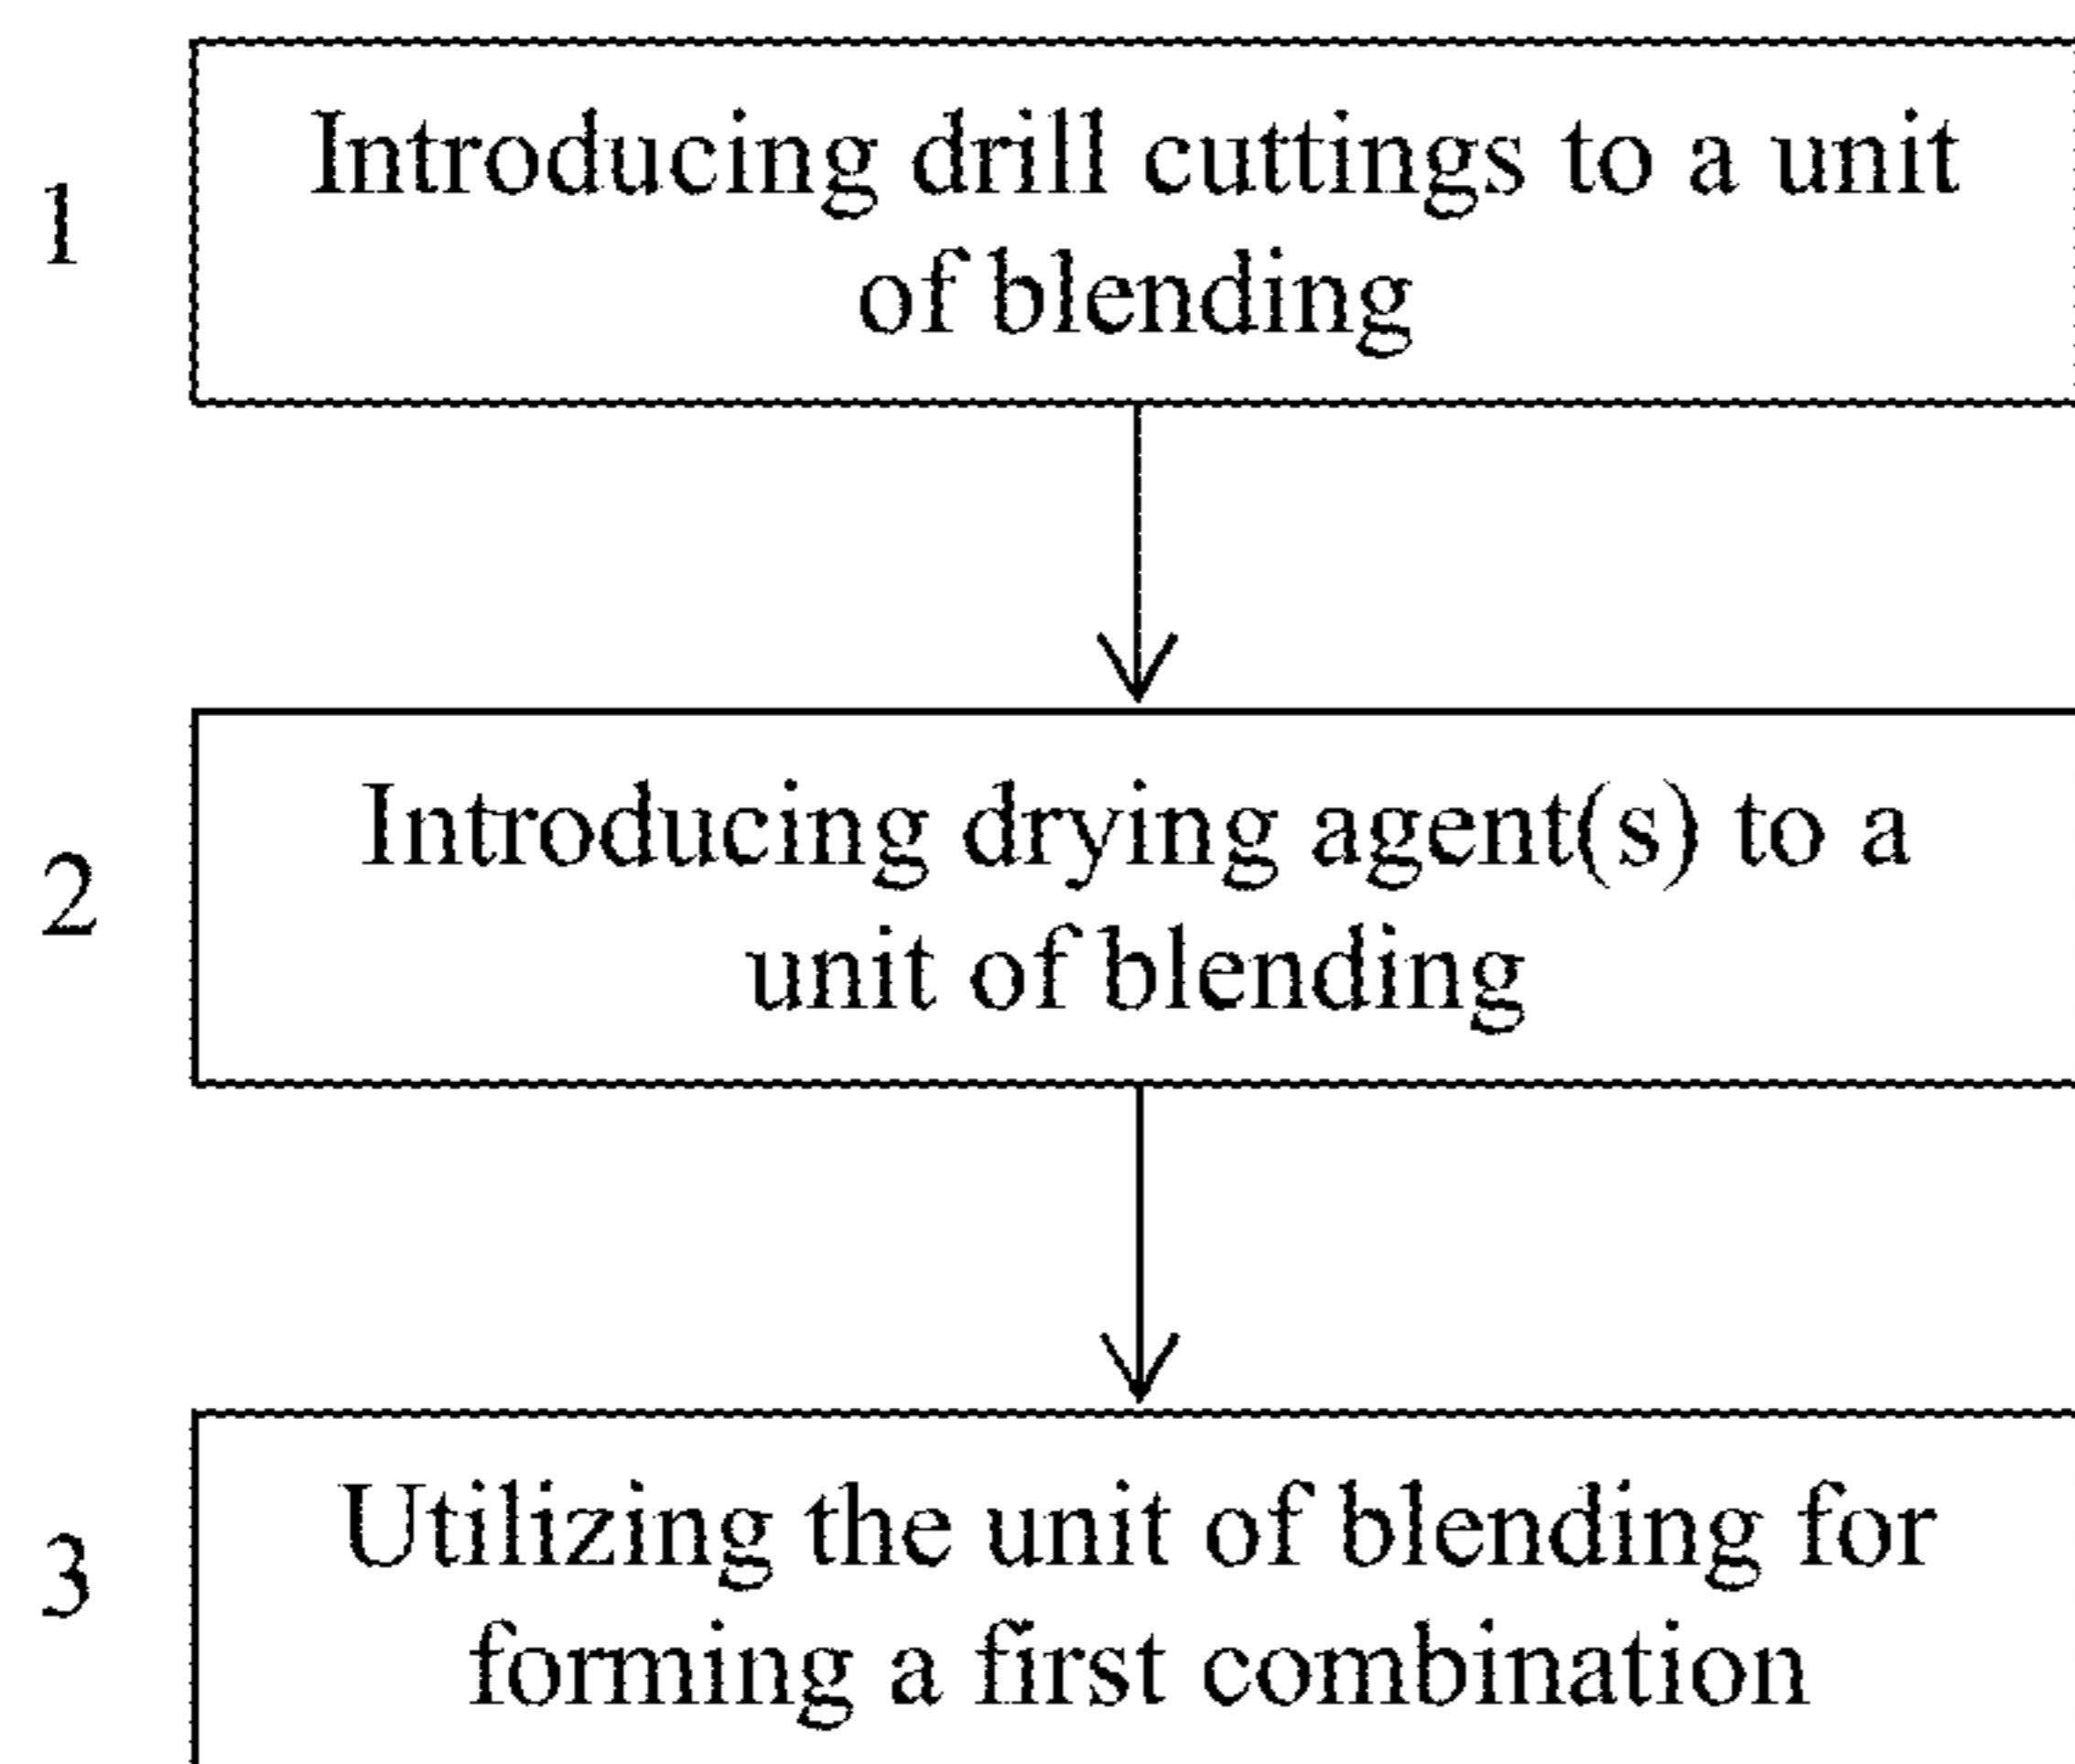 1
Introducing drill cuttings to a unit
of blending
2
Introducing drying agent(s) to a
unit of blending
3
Utilizing the unit of blending for
forming a first combination